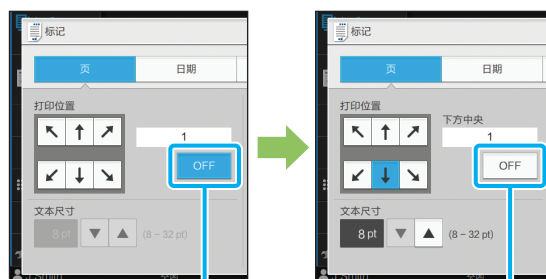 标记
页
日期
打印位置
1
OFF
文本尺寸
8 pt
(8 – 32 pt)
标记
页
日期
打印位置
下方中央
1
OFF
文本尺寸
8 pt
(8 – 32 pt)